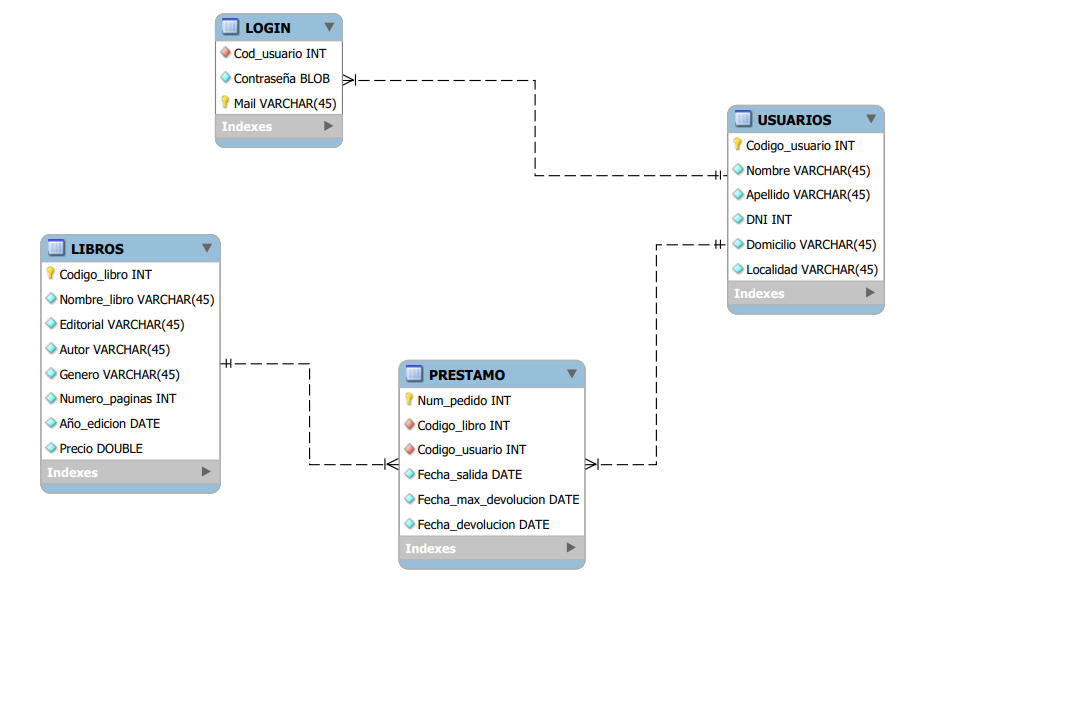 LOGIN
Cod_usuario INT
Contraseña BLOB
Mail VARCHAR(45)
Indexes
USUARIOS
Codigo_usuario INT
Nombre VARCHAR(45)
Apellido VARCHAR(45)
DNI INT
Domicilio VARCHAR(45)
Localidad VARCHAR(45)
Indexes
LIBROS
Codigo_libro INT
Nombre_libro VARCHAR(45)
Editorial VARCHAR(45)
Autor VARCHAR(45)
Genero VARCHAR(45)
Numero_paginas INT
Año_edicion DATE
Precio DOUBLE
Indexes
PRESTAMO
Num_pedido INT
Codigo_libro INT
Codigo_usuario INT
Fecha_salida DATE
Fecha_max_devolucion DATE
Fecha_devolucion DATE
Indexes